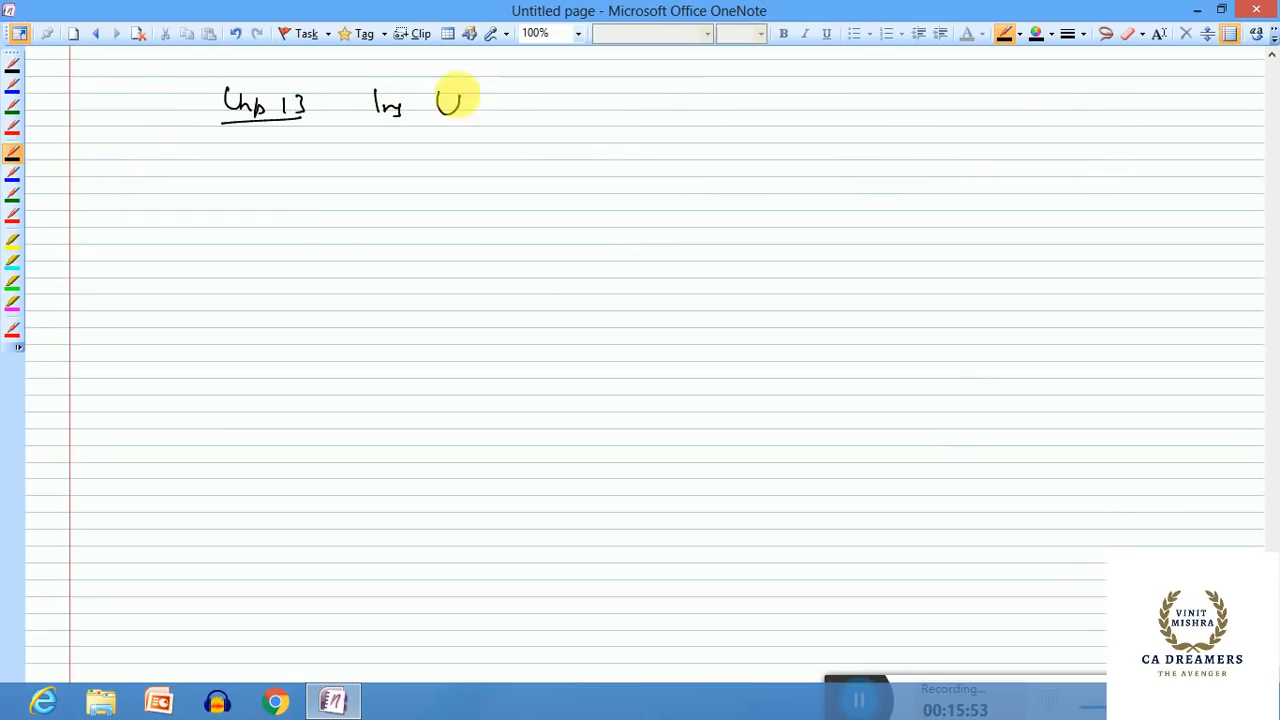 Untitled page - Microsoft Office OneNote
Task Tag Clip 100% B I U
Chp 13 Ins U
VINIT
MISHRA
CA DREAMERS
THE AVENGER
Recording...
00:15:53